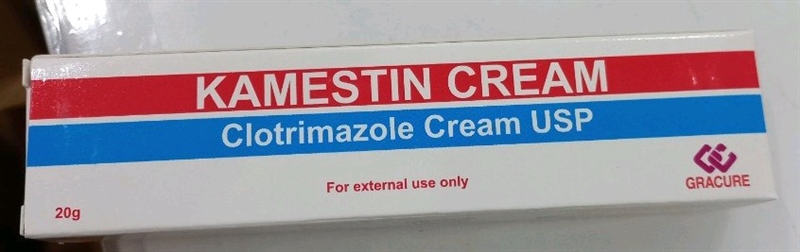 KAMESTIN CREAM
Clotrimazole Cream USP
For external use only
GRACURE
20g